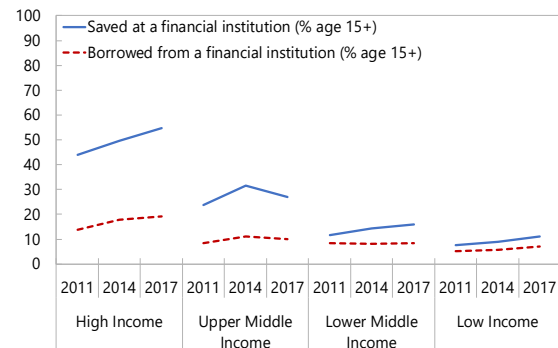 100
90
80
70
60
50
40
30
20
10
0
Saved at a financial institution (% age 15+)
Borrowed from a financial institution (% age 15+)
2011 2014 2017 2011 2014 2017 2011 2014 2017 2011 2014 2017
High Income Upper Middle Income Lower Middle Income Low Income